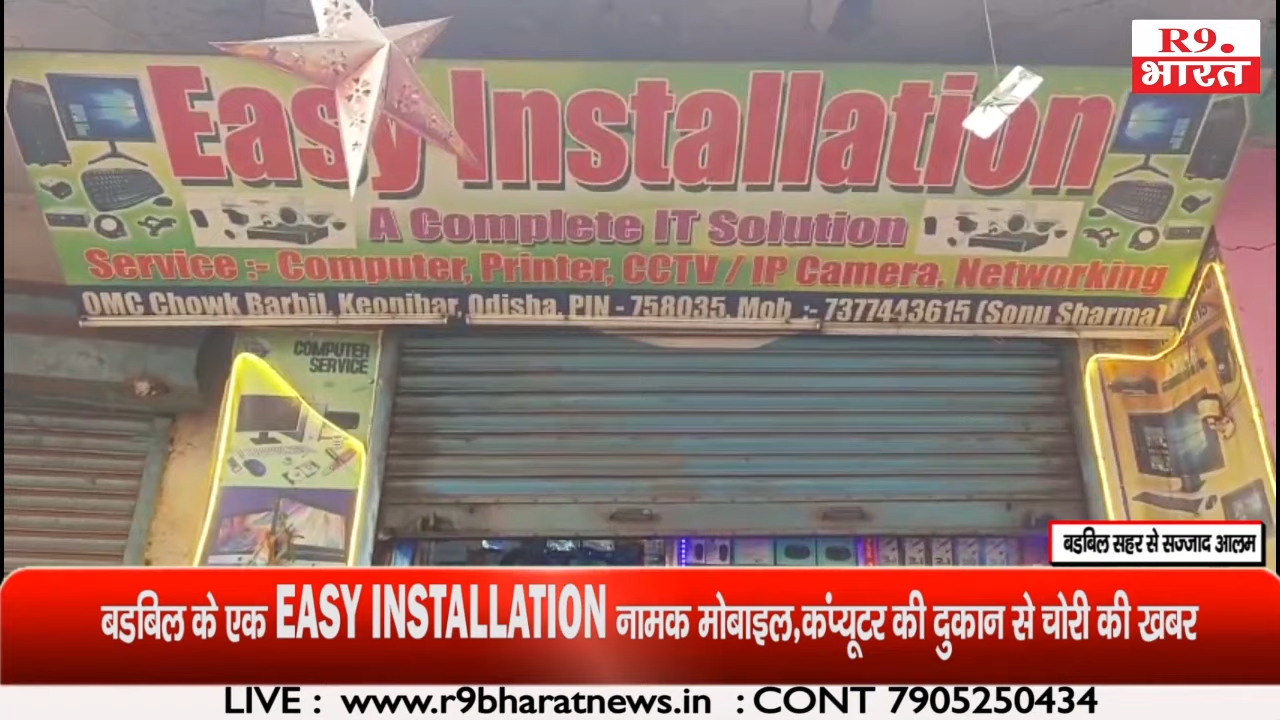 R9.
भारत
Easy Installation
A Complete IT Solution
Service :- Computer, Printer, CCTV / IP Camera, Networking
OMC Chowk Barbil, Keonjhar, Odisha, PIN - 758035, Mob :- 7377443615 (Sonu Sharma)
COMPUTER
SERVICE
बडबिल सहर से सज्जाद आलम
बडबिल के एक EASY INSTALLATION नामक मोबाइल,कंप्यूटर की दुकान से चोरी की खबर
LIVE : www.r9bharatnews.in : CONT 7905250434